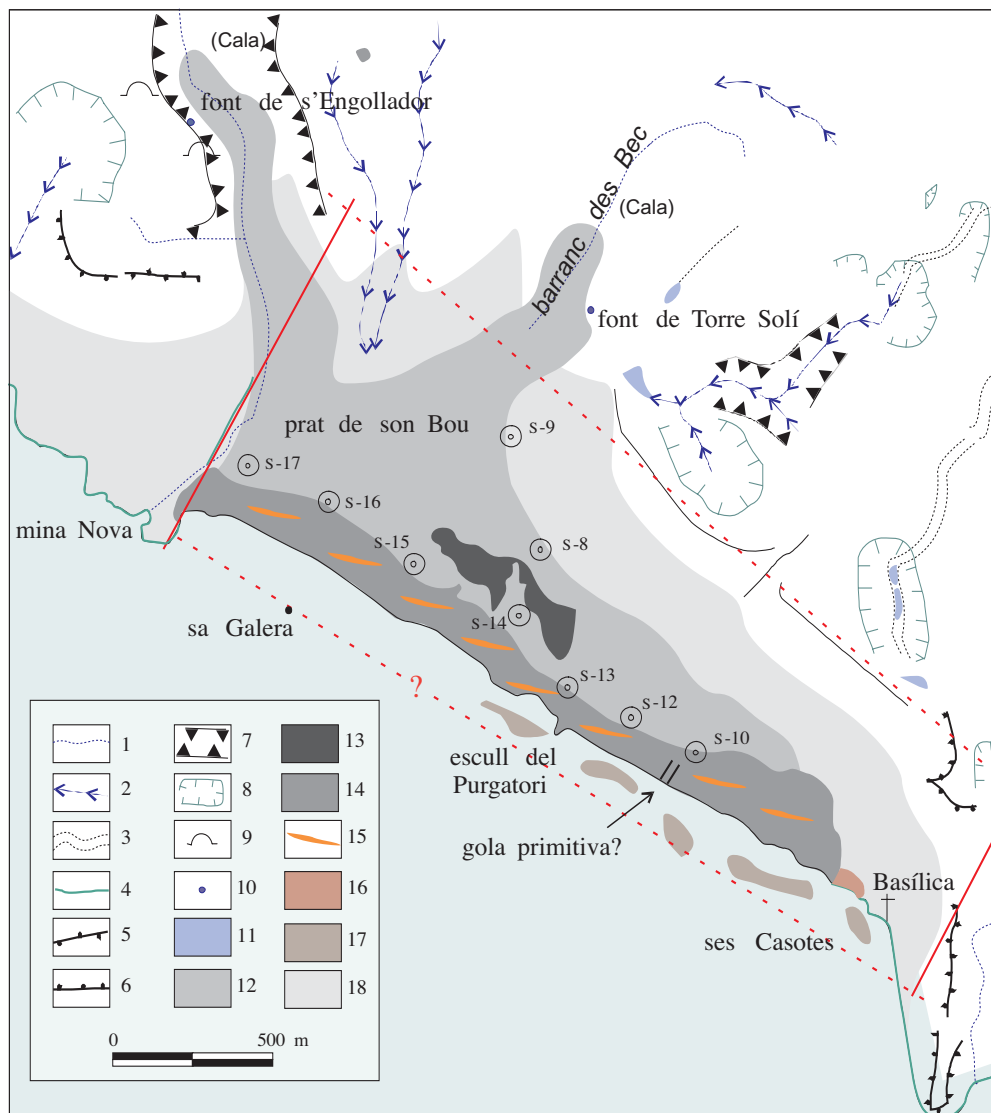 (Cala)
font de s'Engollador
barranc des Bec
(Cala)
font de Torre Solí
prat de son Bou
S-9
S-17
S-16
mina Nova
S-15
S-8
sa Galera
S-14
?
S-13
S-12
S-10
escull del
Purgatori
gola primitiva?
Basílica
ses Casotes
1 7 13
2 8 14
3 9 15
4 10 16
5 11 17
6 12 18
0 500 m